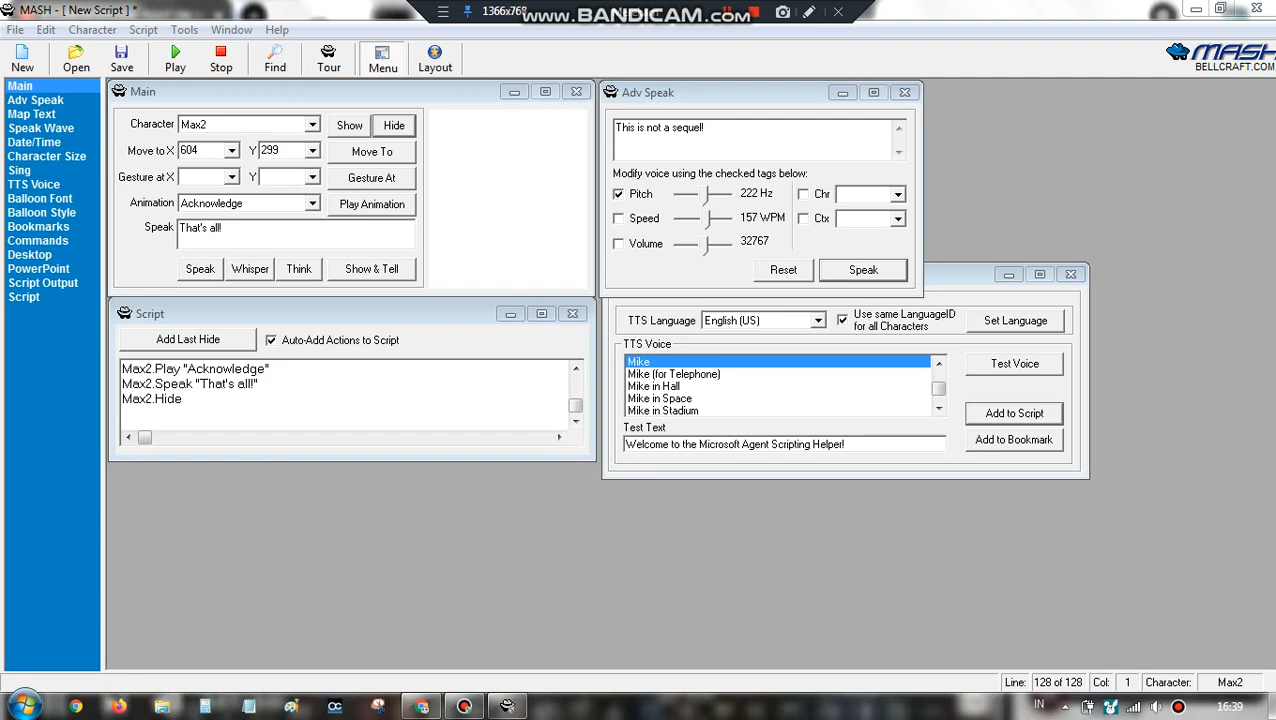 MASH - [ New Script ] *
1366x768
www.BANDICAM.com
File Edit Character Script Tools Window Help
New Open Save Play Stop Find Tour Menu Layout
MASH
BELLCRAFT.COM
Main
Adv Speak
Map Text
Speak Wave
Date/Time
Character Size
Sing
TTS Voice
Balloon Font
Balloon Style
Bookmarks
Commands
Desktop
PowerPoint
Script Output
Script
Main
Character Max2 Show Hide
Move to X 604 Y 299 Move To
Gesture at X Y Gesture At
Animation Acknowledge Play Animation
Speak That's all!
Speak Whisper Think Show & Tell
Adv Speak
This is not a sequel!
Modify voice using the checked tags below:
Pitch 222 Hz Chr
Speed 157 WPM Ctx
Volume 32767
Reset Speak
Script
Add Last Hide Auto-Add Actions to Script
Max2.Play "Acknowledge"
Max2.Speak "That's all!"
Max2.Hide
TTS Language English (US) Use same LanguageID
for all Characters Set Language
TTS Voice
Mike
Mike (for Telephone)
Mike in Hall
Mike in Space
Mike in Stadium
Test Voice
Add to Script
Add to Bookmark
Test Text
Welcome to the Microsoft Agent Scripting Helper!
Line: 128 of 128 Col: 1 Character: Max2
IN 16:39